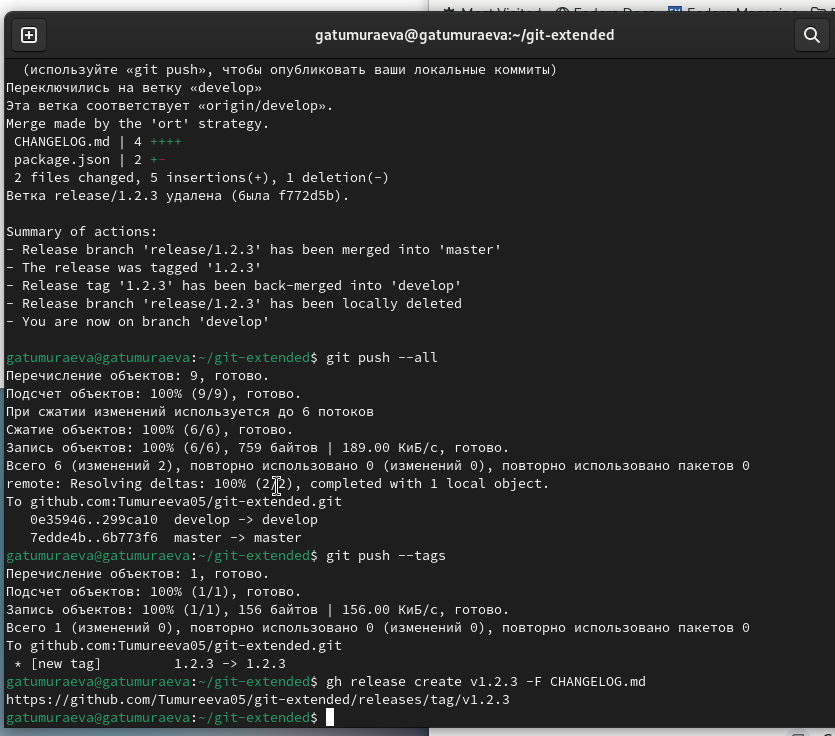 gatumuraeva@gatumuraeva:~/git-extended
(используйте «git push», чтобы опубликовать ваши локальные коммиты)
Переключились на ветку «develop»
Эта ветка соответствует «origin/develop».
Merge made by the 'ort' strategy.
CHANGELOG.md | 4 ++++
package.json | 2 +-
2 files changed, 5 insertions(+), 1 deletion(-)
Ветка release/1.2.3 удалена (была f772d5b).
Summary of actions:
- Release branch 'release/1.2.3' has been merged into 'master'
- The release was tagged '1.2.3'
- Release tag '1.2.3' has been back-merged into 'develop'
- Release branch 'release/1.2.3' has been locally deleted
- You are now on branch 'develop'
gatumuraeva@gatumuraeva:~/git-extended$ git push --all
Перечисление объектов: 9, готово.
Подсчет объектов: 100% (9/9), готово.
При сжатии изменений используется до 6 потоков
Сжатие объектов: 100% (6/6), готово.
Запись объектов: 100% (6/6), 759 байтов | 189.00 КиБ/с, готово.
Всего 6 (изменений 2), повторно использовано 0 (изменений 0), повторно использовано пакетов 0
remote: Resolving deltas: 100% (2/2), completed with 1 local object.
To github.com:Tumureeva05/git-extended.git
0e35946..299ca10  develop -> develop
7edde4b..6b773f6  master -> master
gatumuraeva@gatumuraeva:~/git-extended$ git push --tags
Перечисление объектов: 1, готово.
Подсчет объектов: 100% (1/1), готово.
Запись объектов: 100% (1/1), 156 байтов | 156.00 КиБ/с, готово.
Всего 1 (изменений 0), повторно использовано 0 (изменений 0), повторно использовано пакетов 0
To github.com:Tumureeva05/git-extended.git
* [new tag]         1.2.3 -> 1.2.3
gatumuraeva@gatumuraeva:~/git-extended$ gh release create v1.2.3 -F CHANGELOG.md
https://github.com/Tumureeva05/git-extended/releases/tag/v1.2.3
gatumuraeva@gatumuraeva:~/git-extended$